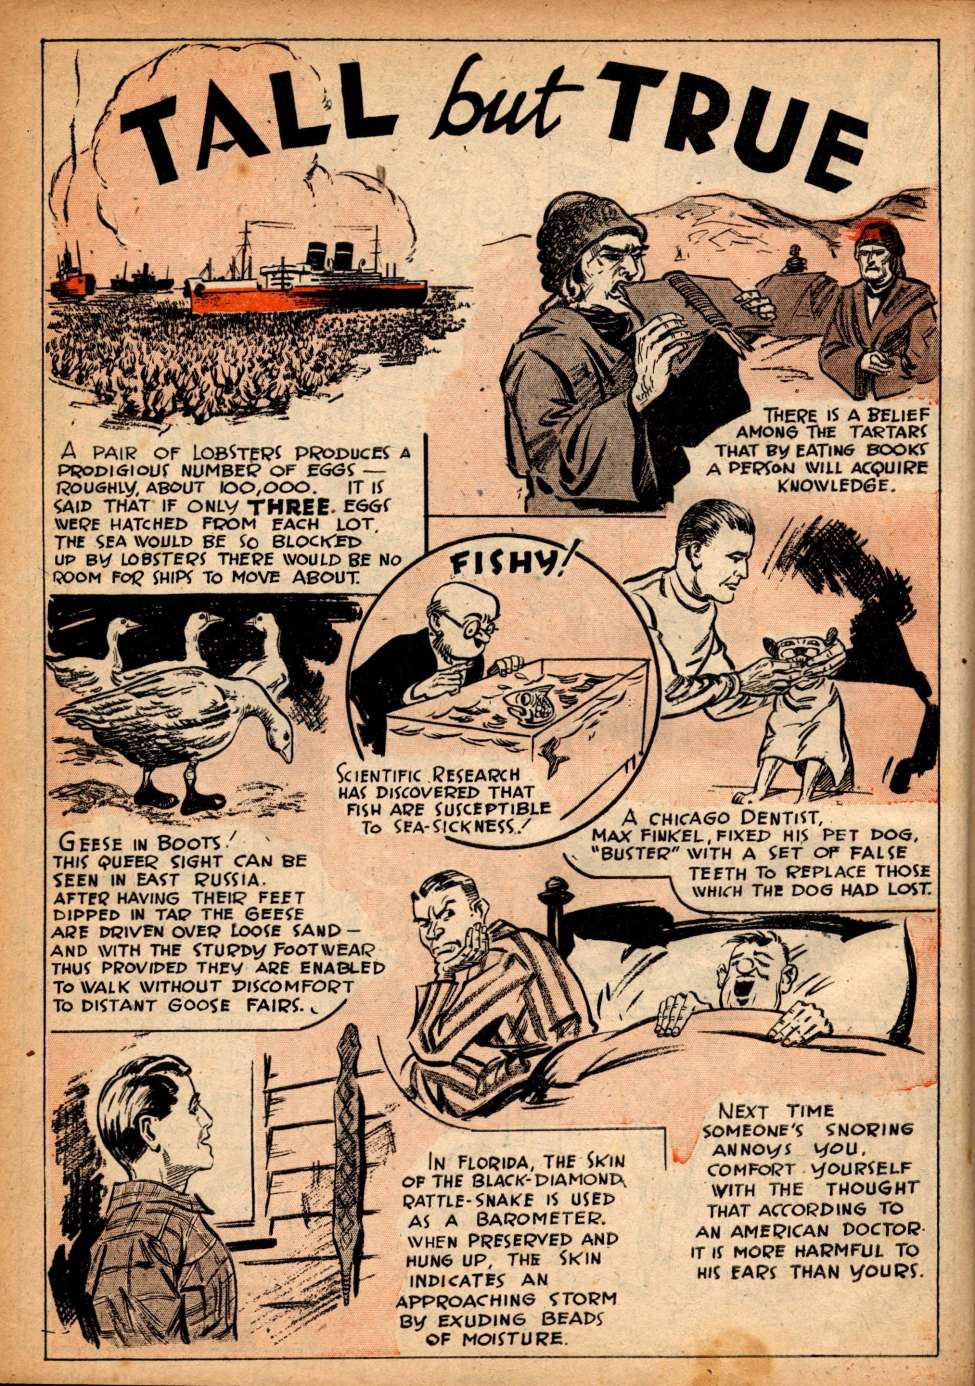 TALL but TRUE
A PAIR OF LOBSTERS PRODUCES A
PRODIGIOUS NUMBER OF EGGS —
ROUGHLY, ABOUT 100,000. IT IS
SAID THAT IF ONLY THREE EGGS
WERE HATCHED FROM EACH LOT,
THE SEA WOULD BE SO BLOCKED
UP BY LOBSTERS THERE WOULD BE NO
ROOM FOR SHIPS TO MOVE ABOUT.
THERE IS A BELIEF
AMONG THE TARTARS
THAT BY EATING BOOKS
A PERSON WILL ACQUIRE
KNOWLEDGE.
FISHY!
SCIENTIFIC RESEARCH
HAS DISCOVERED THAT
FISH ARE SUSCEPTIBLE
TO SEA-SICKNESS!
A CHICAGO DENTIST,
MAX FINKEL, FIXED HIS PET DOG,
"BUSTER" WITH A SET OF FALSE
TEETH TO REPLACE THOSE
WHICH THE DOG HAD LOST.
GEESE IN BOOTS!
THIS QUEER SIGHT CAN BE
SEEN IN EAST RUSSIA.
AFTER HAVING THEIR FEET
DIPPED IN TAR THE GEESE
ARE DRIVEN OVER LOOSE SAND —
AND WITH THE STURDY FOOTWEAR
THUS PROVIDED THEY ARE ENABLED
TO WALK WITHOUT DISCOMFORT
TO DISTANT GOOSE FAIRS.
IN FLORIDA, THE SKIN
OF THE BLACK-DIAMOND
RATTLE-SNAKE IS USED
AS A BAROMETER.
WHEN PRESERVED AND
HUNG UP, THE SKIN
INDICATES AN
APPROACHING STORM
BY EXUDING BEADS
OF MOISTURE.
NEXT TIME
SOMEONE'S SNORING
ANNOYS YOU,
COMFORT YOURSELF
WITH THE THOUGHT
THAT ACCORDING TO
AN AMERICAN DOCTOR
IT IS MORE HARMFUL TO
HIS EARS THAN YOURS.